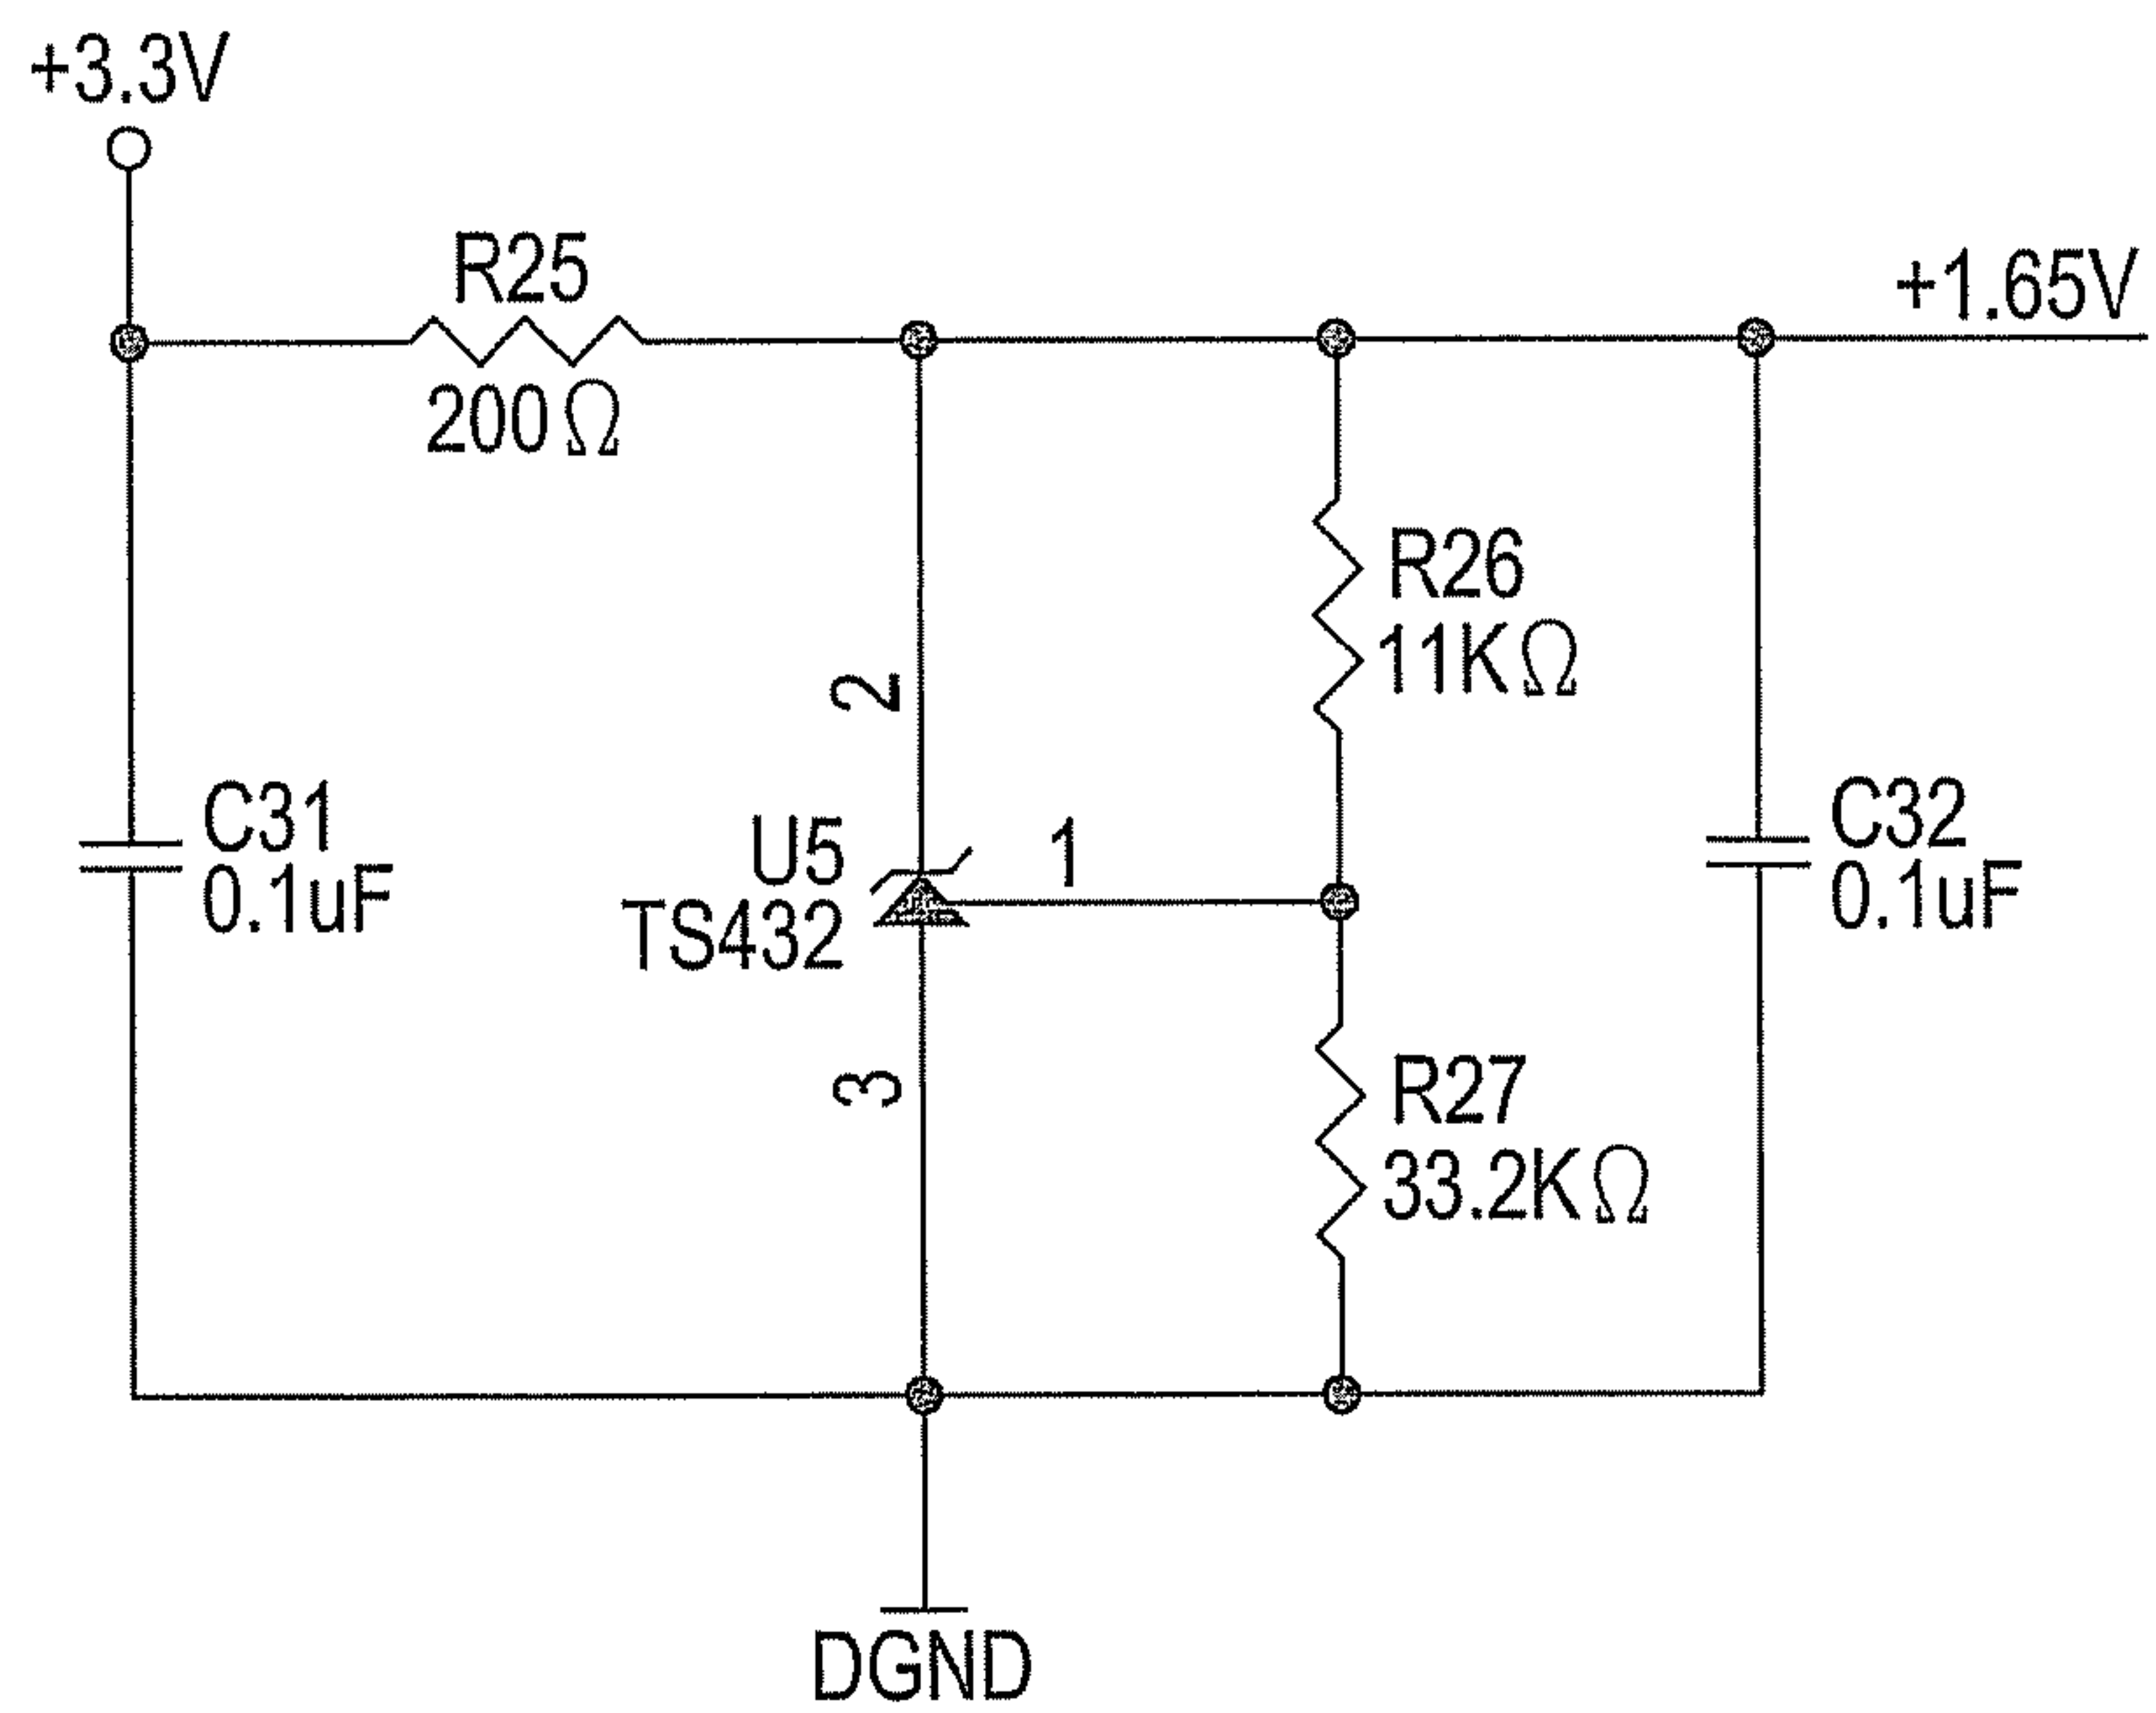 +3.3V
R25
200Ω
+1.65V
R26
11KΩ
2
C31
0.1uF
U5
TS432
1
C32
0.1uF
3
R27
33.2KΩ
DGND